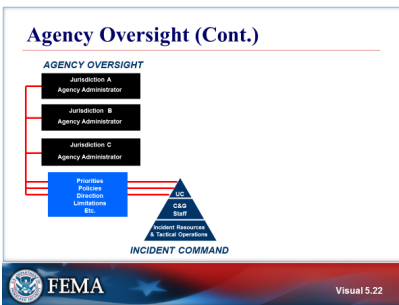 Agency Oversight (Cont.)
AGENCY OVERSIGHT
Jurisdiction A
Agency Administrator
Jurisdiction B
Agency Administrator
Jurisdiction C
Agency Administrator
Priorities
Policies
Direction
Limitations
Etc.
UC
C&G
Staff
Incident Resources
& Tactical Operations
INCIDENT COMMAND
FEMA
Visual 5.22